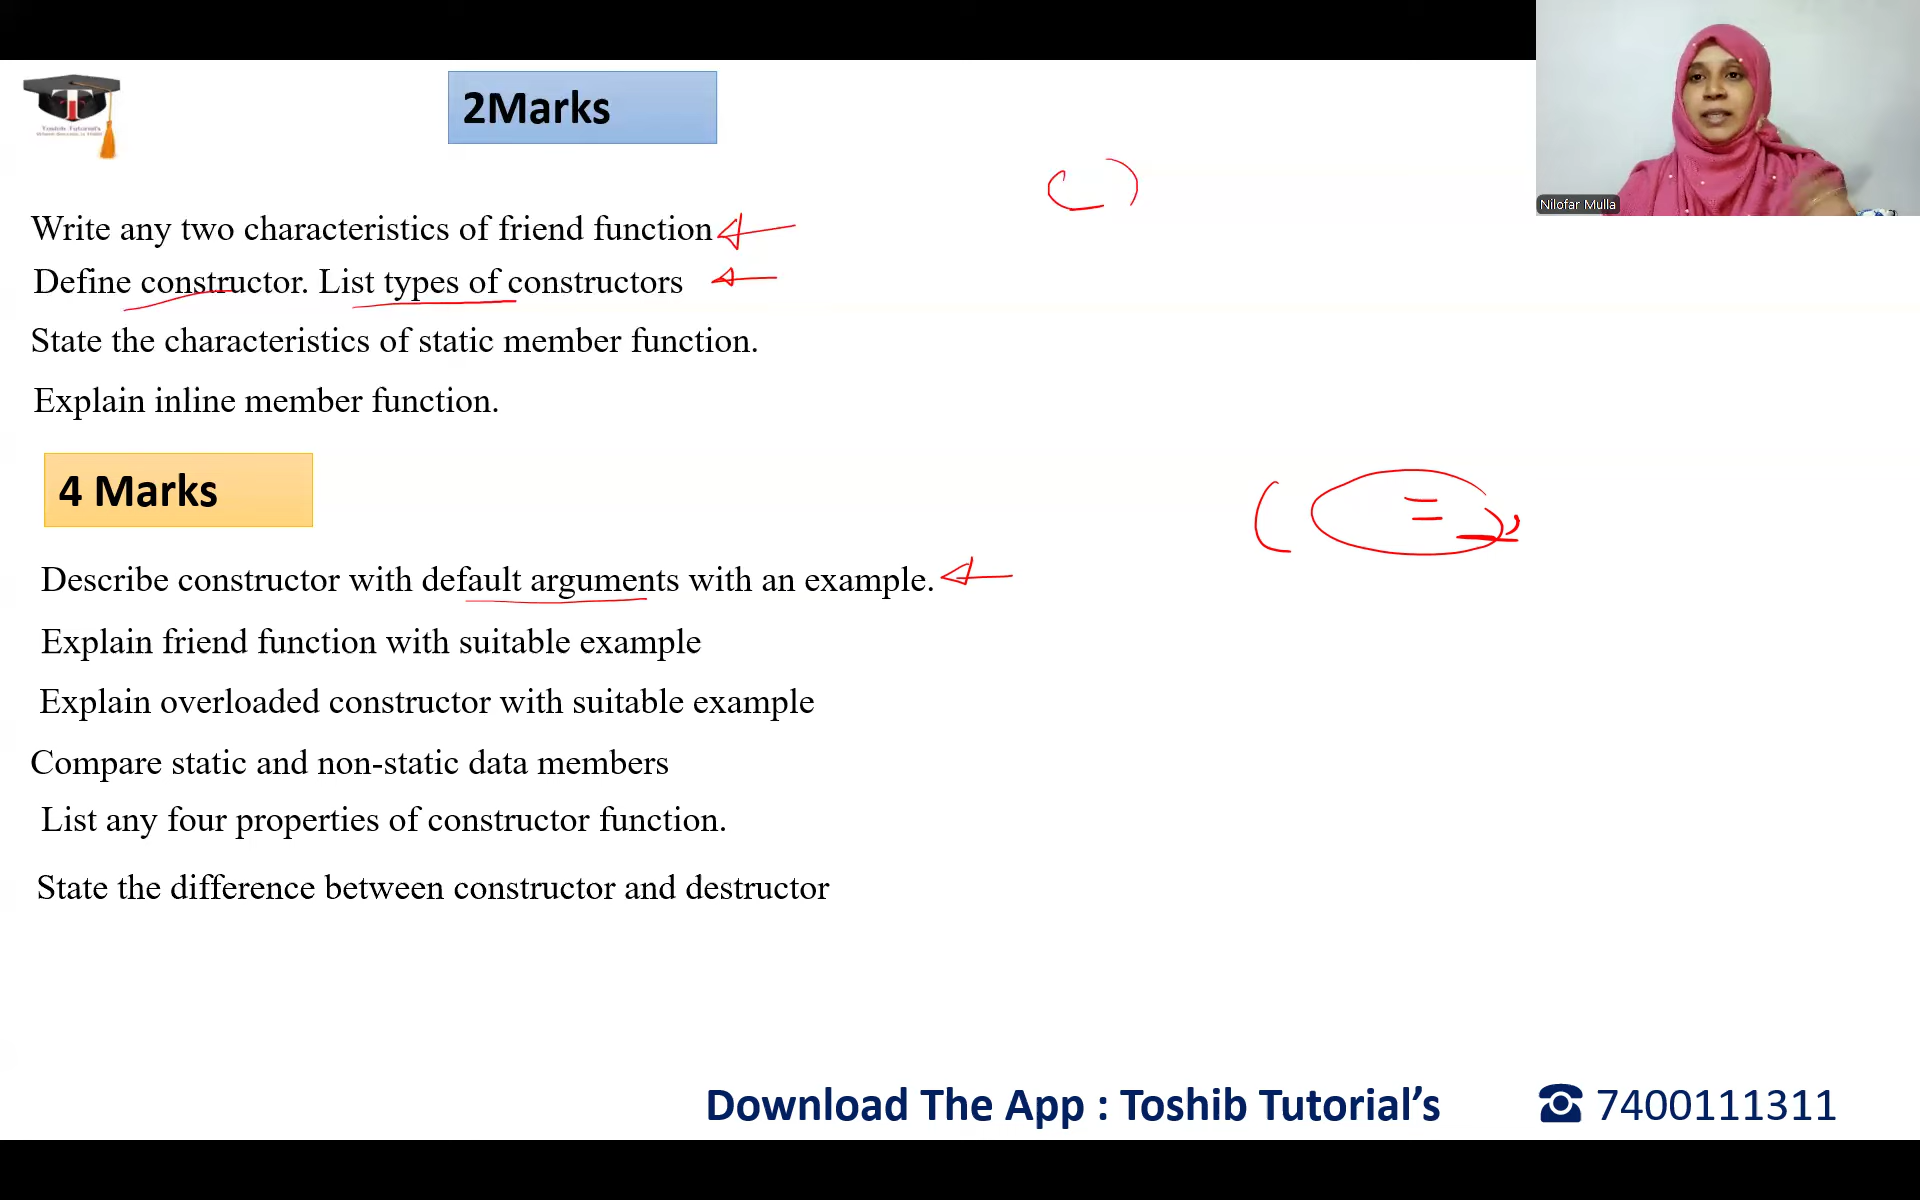 2Marks
Toshib Tutorial's
Nilofar Mulla
Write any two characteristics of friend function
Define constructor. List types of constructors
State the characteristics of static member function.
Explain inline member function.
4 Marks
Describe constructor with default arguments with an example.
Explain friend function with suitable example
Explain overloaded constructor with suitable example
Compare static and non-static data members
List any four properties of constructor function.
State the difference between constructor and destructor
Download The App : Toshib Tutorial’s ☎ 7400111311